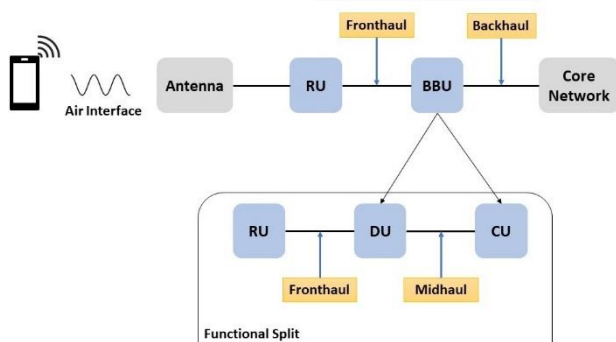 Fronthaul
Backhaul
Antenna
RU
BBU
Core
Network
Air Interface
RU
DU
CU
Fronthaul
Midhaul
Functional Split